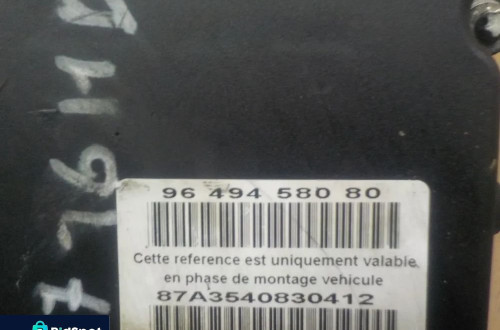 96 494 580 80
Cette reference est uniquement valable
en phase de montage vehicule
87A3540830412